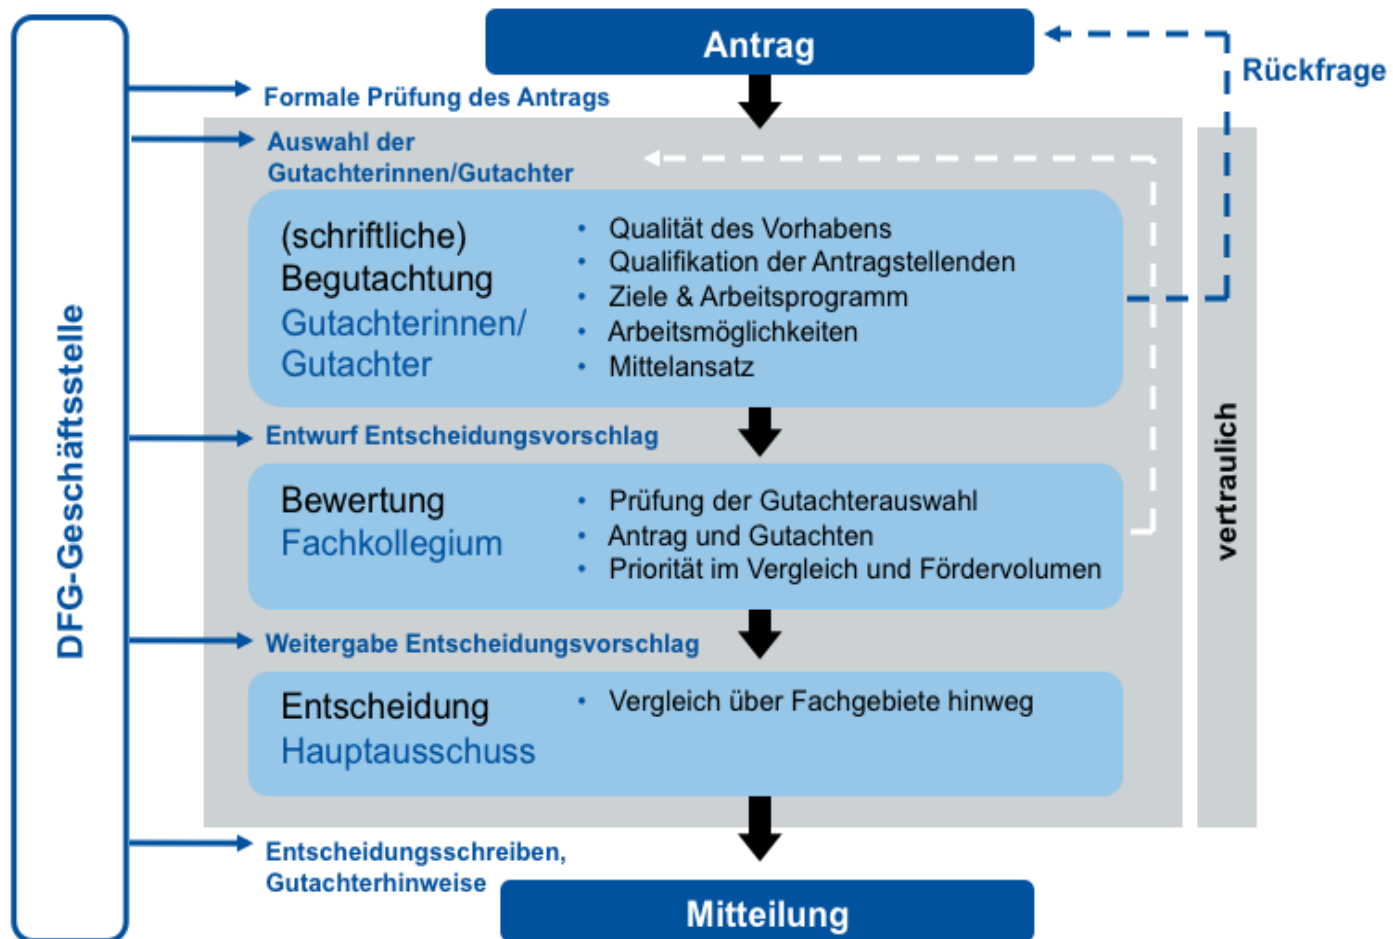 DFG-Geschäftsstelle
Antrag
Rückfrage
Formale Prüfung des Antrags
Auswahl der
Gutachterinnen/Gutachter
(schriftliche)
Begutachtung
Gutachterinnen/
Gutachter
• Qualität des Vorhabens
• Qualifikation der Antragstellenden
• Ziele & Arbeitsprogramm
• Arbeitsmöglichkeiten
• Mittelansatz
vertraulich
Entwurf Entscheidungsvorschlag
Bewertung
Fachkollegium
• Prüfung der Gutachterauswahl
• Antrag und Gutachten
• Priorität im Vergleich und Fördervolumen
Weitergabe Entscheidungsvorschlag
Entscheidung
Hauptausschuss
• Vergleich über Fachgebiete hinweg
Entscheidungsschreiben,
Gutachterhinweise
Mitteilung